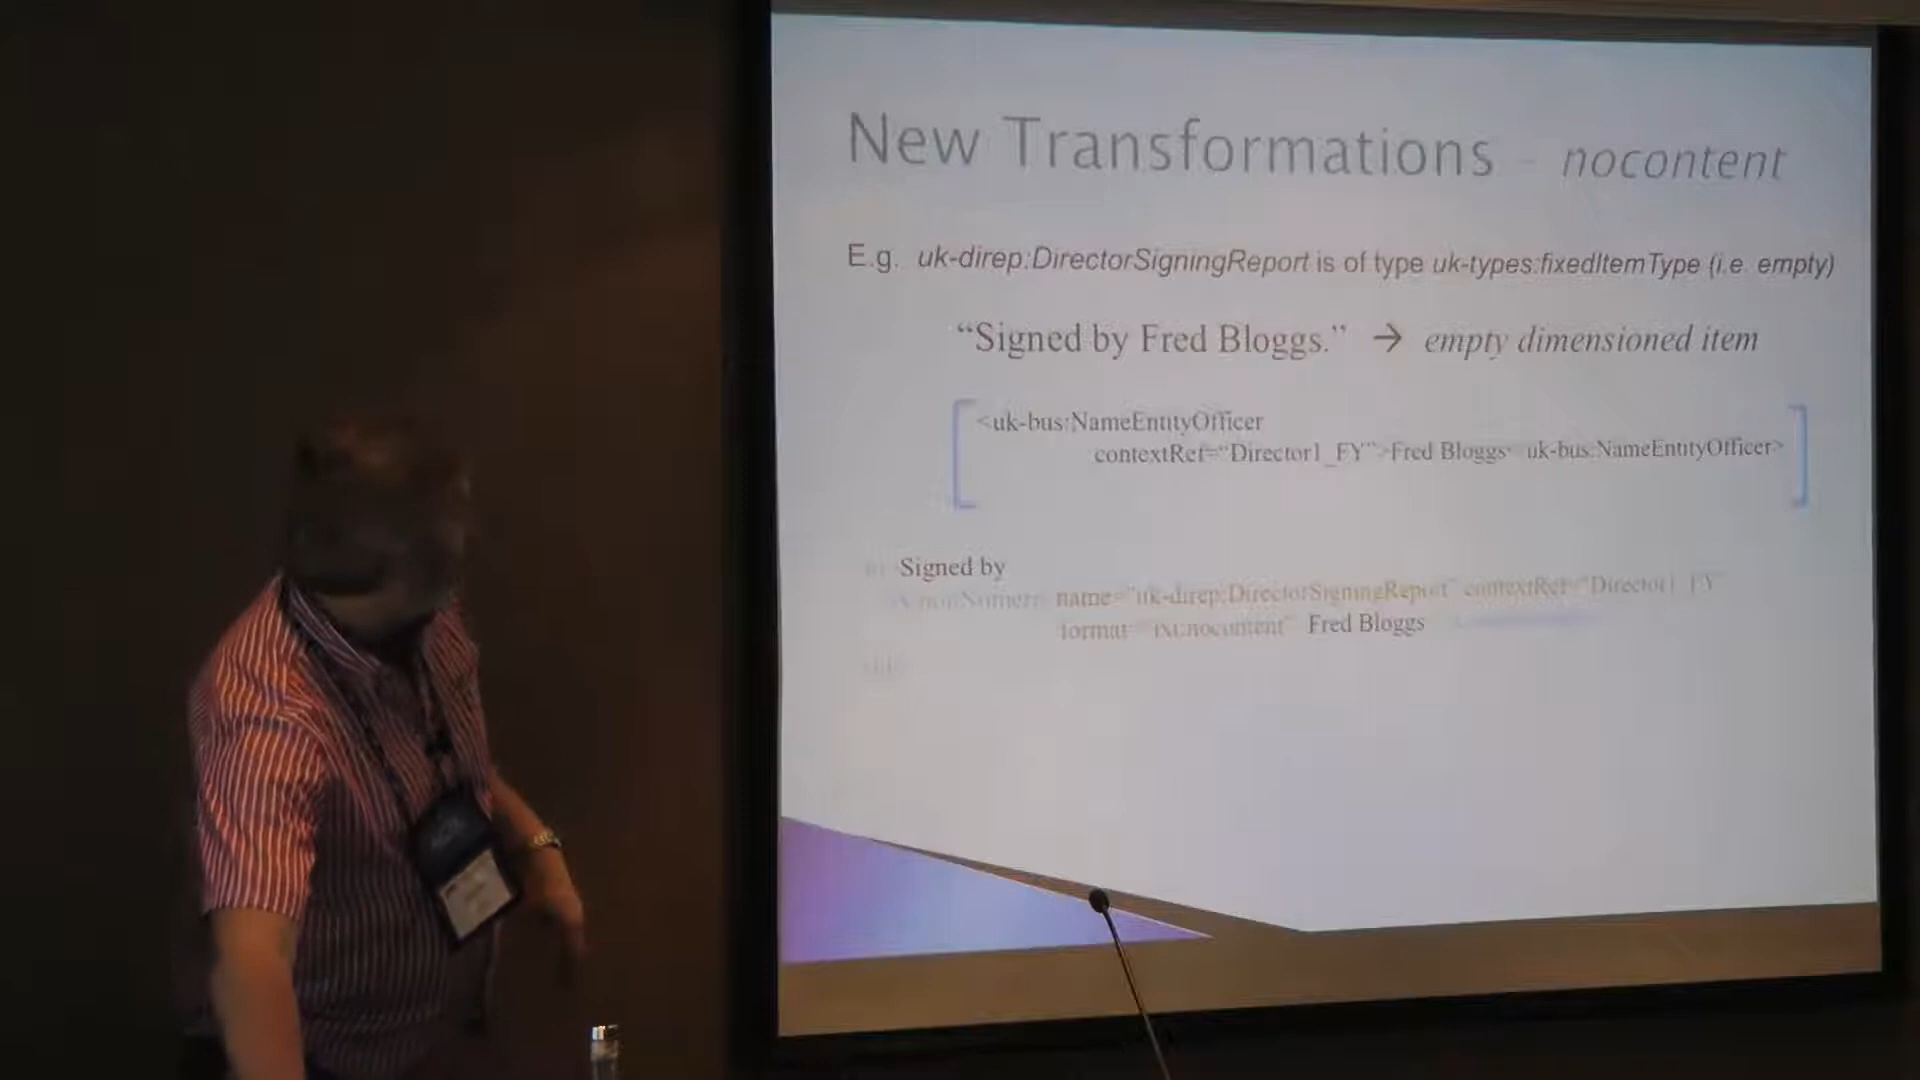 New Transformations – nocontent
E.g. uk-direp:DirectorSigningReport is of type uk-types:fixedItemType (i.e. empty)
“Signed by Fred Bloggs.” → empty dimensioned item
<uk-bus:NameEntityOfficer
contextRef=“Director1_FY”>Fred Bloggs< uk-bus:NameEntityOfficer>
Signed by
name=“uk-direp:DirectorSigningReport” contextRef=“Director1_FY
format=“ixt:nocontent” Fred Bloggs